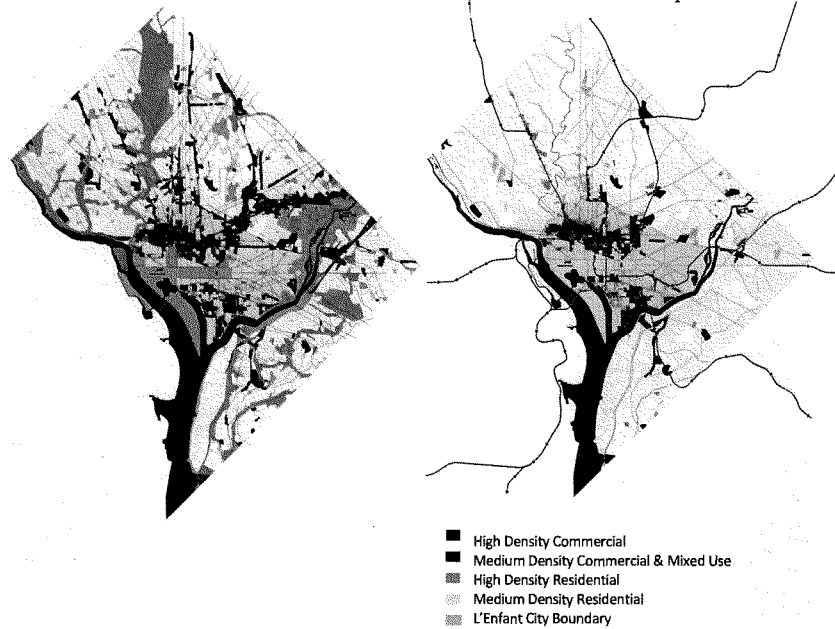 High Density Commercial
Medium Density Commercial & Mixed Use
High Density Residential
Medium Density Residential
L'Enfant City Boundary